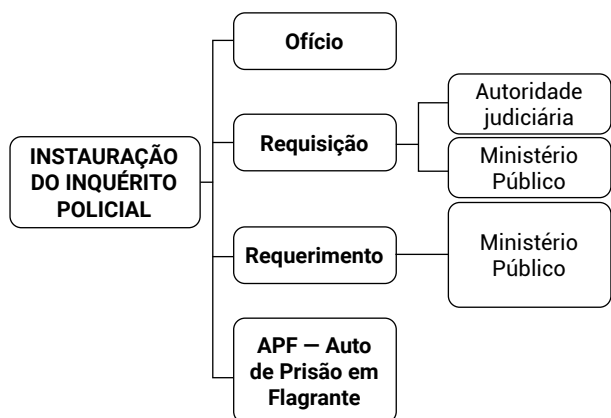 INSTAURAÇÃO
DO INQUÉRITO
POLICIAL
Ofício
Requisição
Autoridade
judiciária
Ministério
Público
Requerimento
Ministério
Público
APF — Auto
de Prisão em
Flagrante